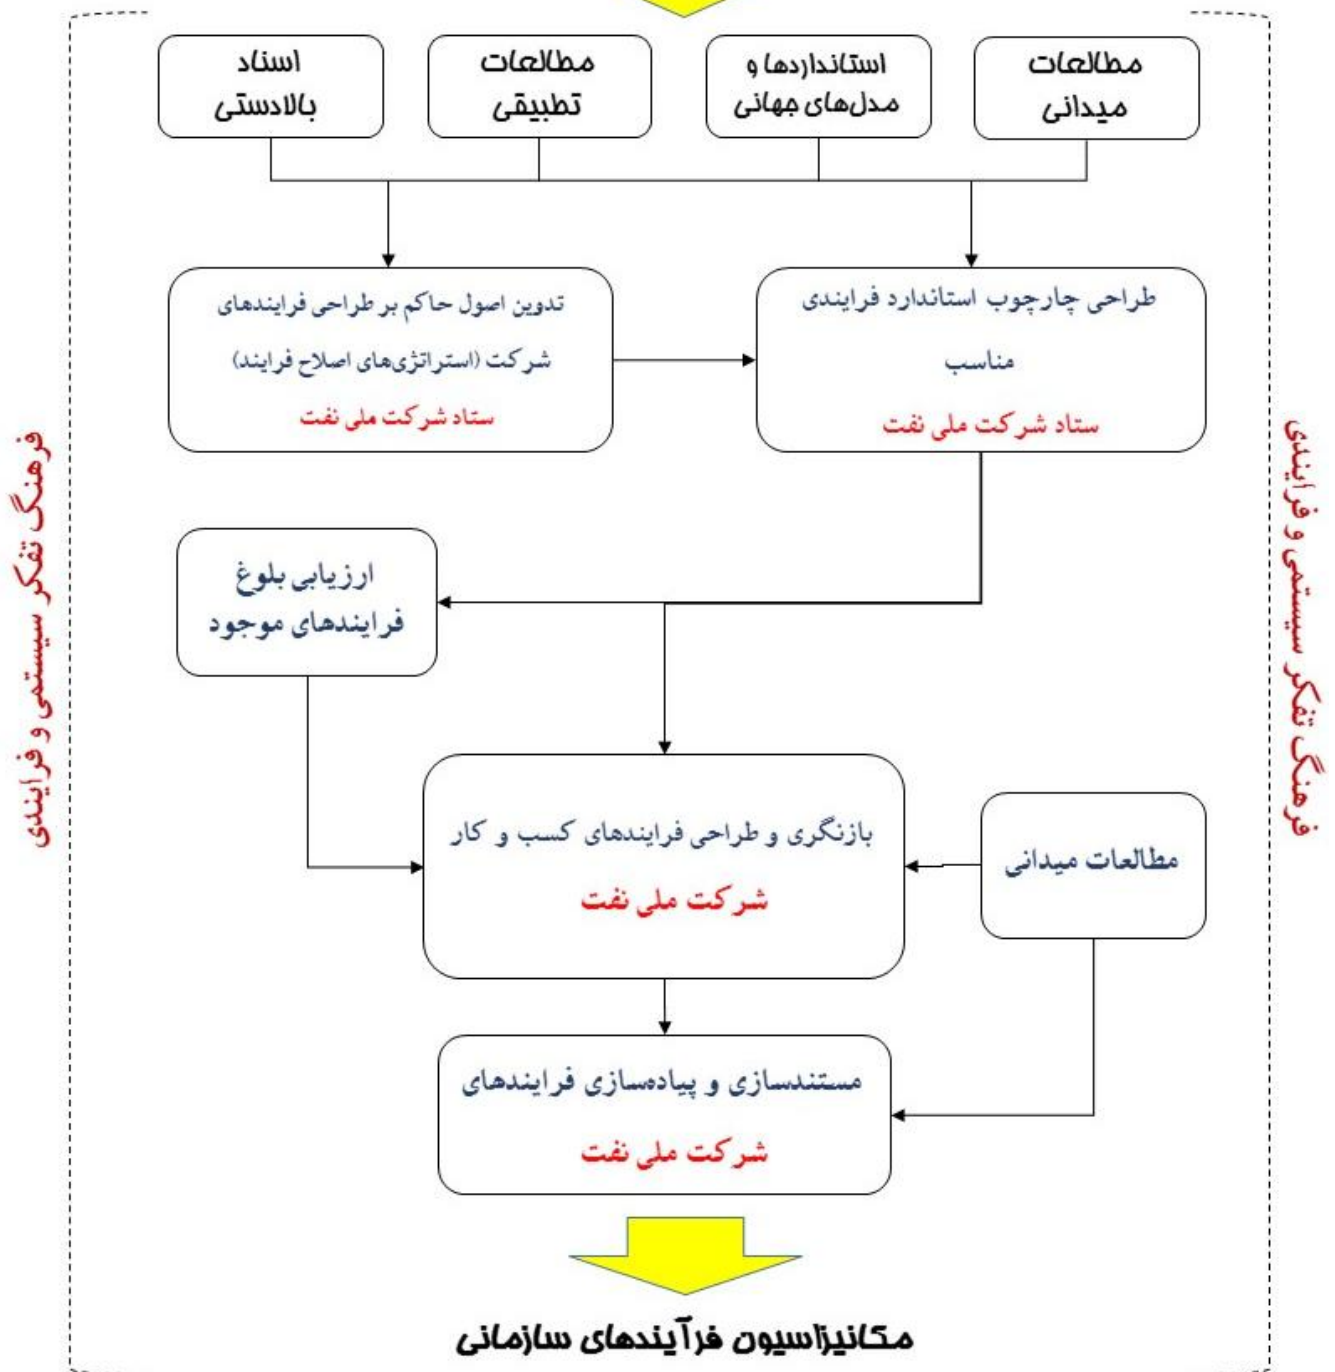 مطالعات
میدانی
استانداردها و
مدل‌های جهانی
مطالعات
تطبیقی
اسناد
بالادستی
طراحی چارچوب استاندارد فرایندی
مناسب
ستاد شرکت ملی نفت
تدوین اصول حاکم بر طراحی فرایندهای
شرکت (استراتژی‌های اصلاح فرایند)
ستاد شرکت ملی نفت
فرهنگ تفکر سیستمی و فرایندی
فرهنگ تفکر سیستمی و فرایندی
ارزیابی بلوغ
فرایندهای موجود
بازنگری و طراحی فرایندهای کسب و کار
شرکت ملی نفت
مطالعات میدانی
مستندسازی و پیاده‌سازی فرایندهای
شرکت ملی نفت
مکانیزاسیون فرآیندهای سازمانی